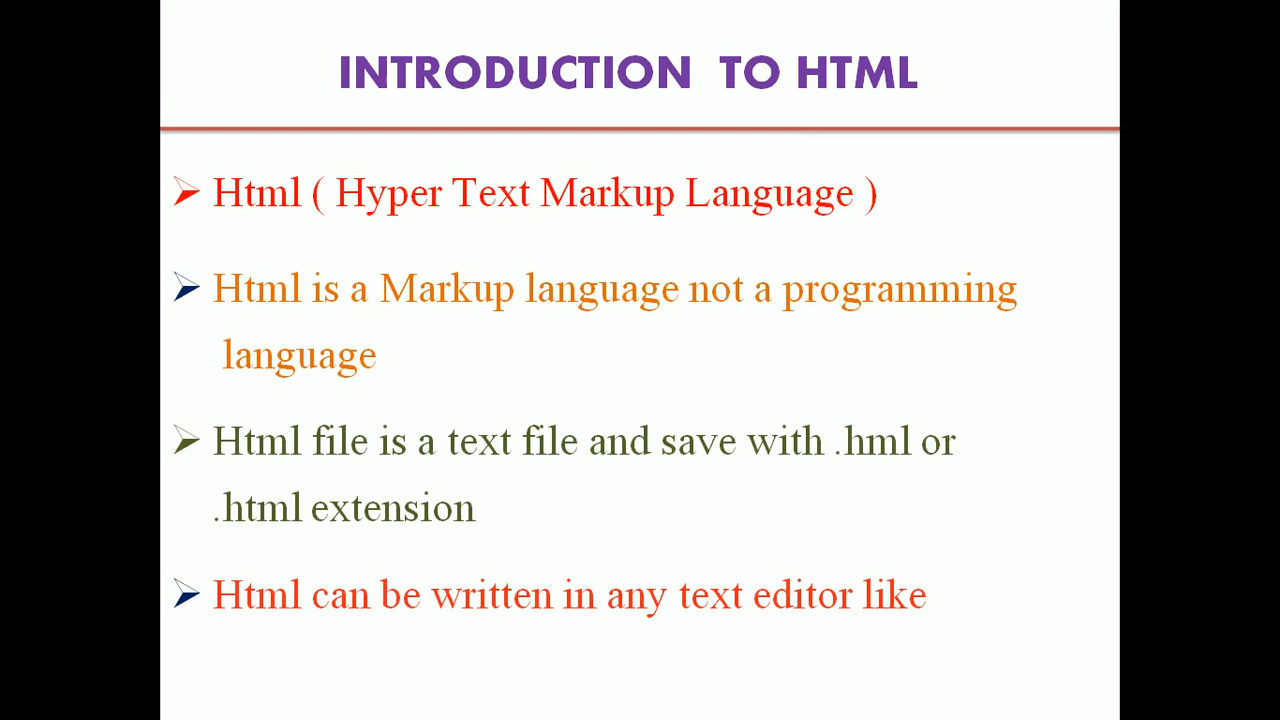 INTRODUCTION TO HTML
Html ( Hyper Text Markup Language )
Html is a Markup language not a programming
language
Html file is a text file and save with .hml or
.html extension
Html can be written in any text editor like